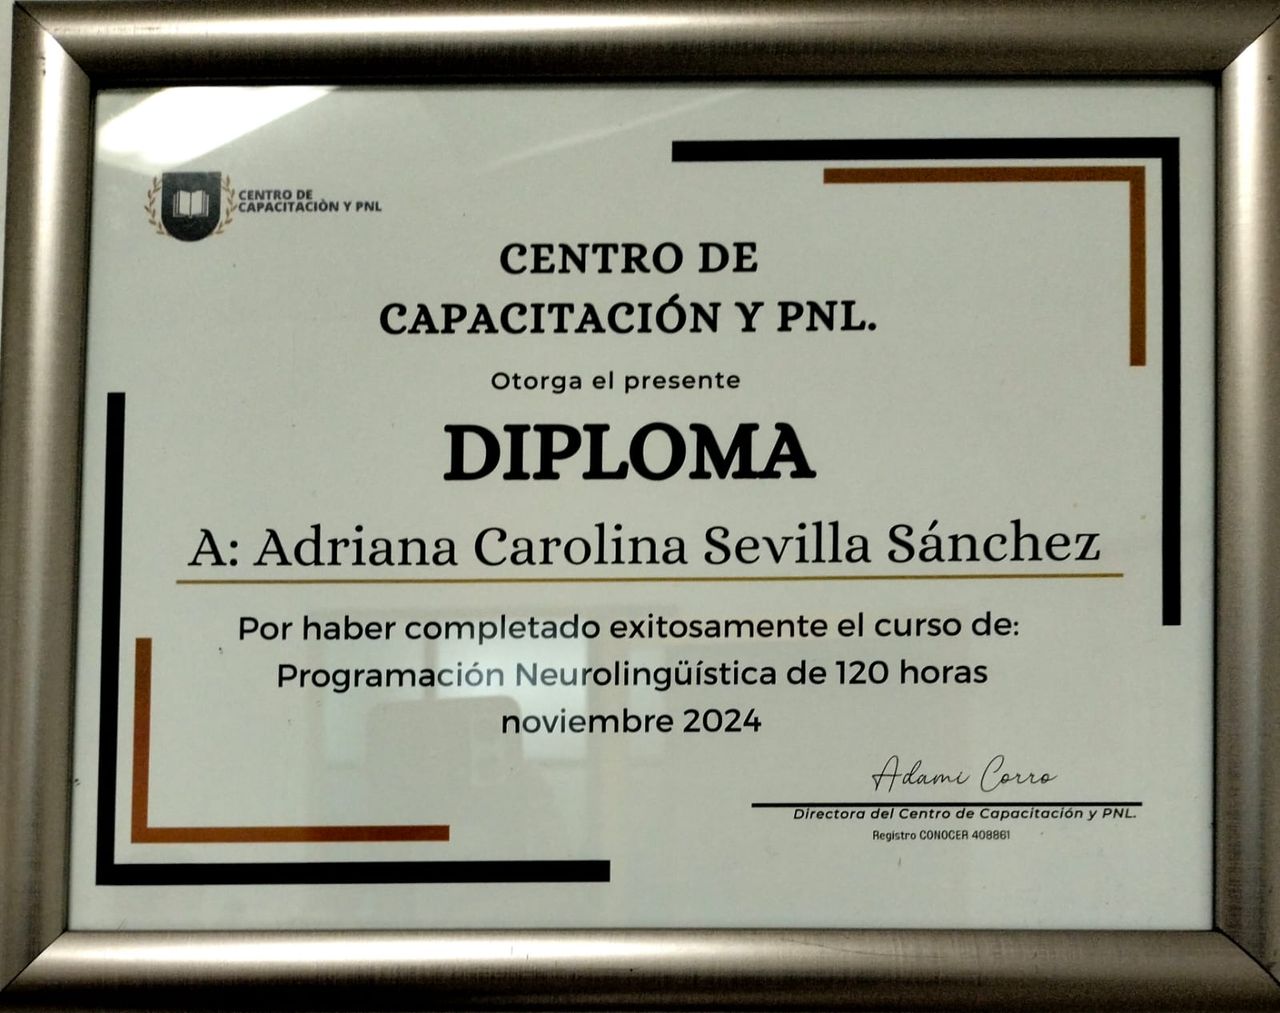 CENTRO DE
CAPACITACIÒN Y PNL
CENTRO DE
CAPACITACIÓN Y PNL.
Otorga el presente
DIPLOMA
A: Adriana Carolina Sevilla Sánchez
Por haber completado exitosamente el curso de:
Programación Neurolingüística de 120 horas
noviembre 2024
Adami Corro
Directora del Centro de Capacitación y PNL.
Registro CONOCER 408861